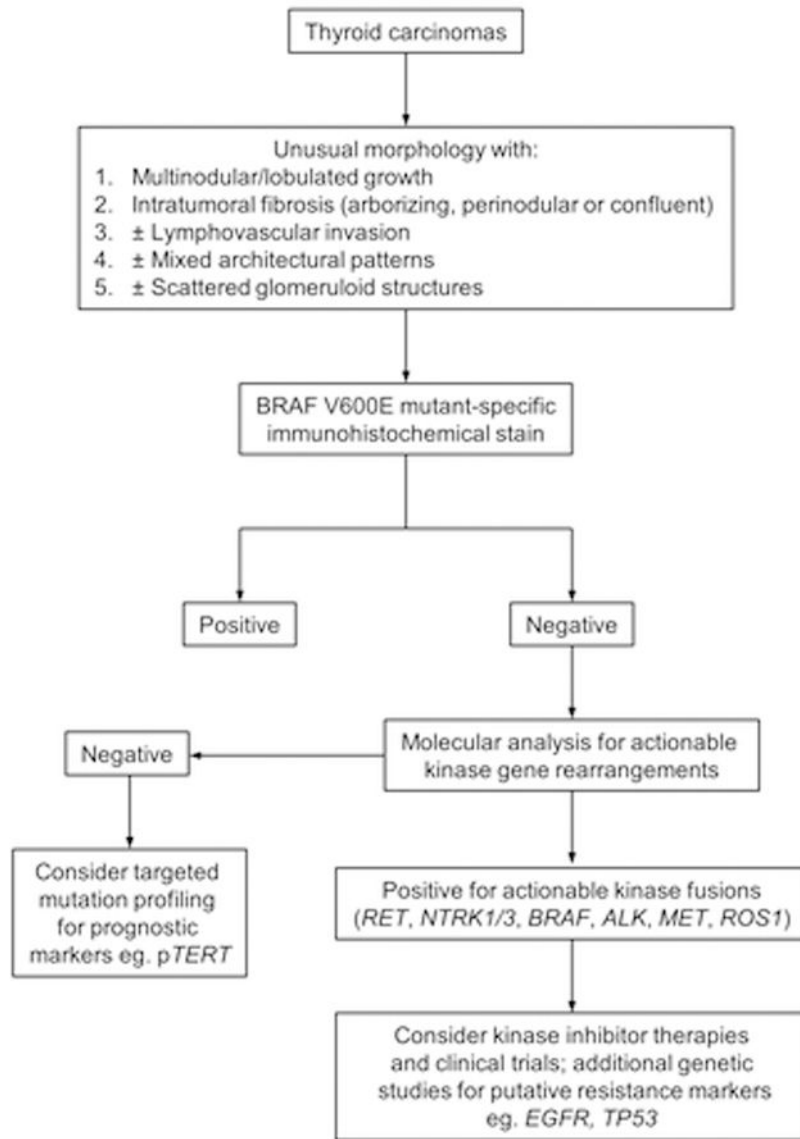 Thyroid carcinomas
Unusual morphology with:
1. Multinodular/lobulated growth
2. Intratumoral fibrosis (arborizing, perinodular or confluent)
3. ± Lymphovascular invasion
4. ± Mixed architectural patterns
5. ± Scattered glomeruloid structures
BRAF V600E mutant-specific
immunohistochemical stain
Positive
Negative
Molecular analysis for actionable
kinase gene rearrangements
Negative
Consider targeted
mutation profiling
for prognostic
markers eg. pTERT
Positive for actionable kinase fusions
(RET, NTRK1/3, BRAF, ALK, MET, ROS1)
Consider kinase inhibitor therapies
and clinical trials; additional genetic
studies for putative resistance markers
eg. EGFR, TP53